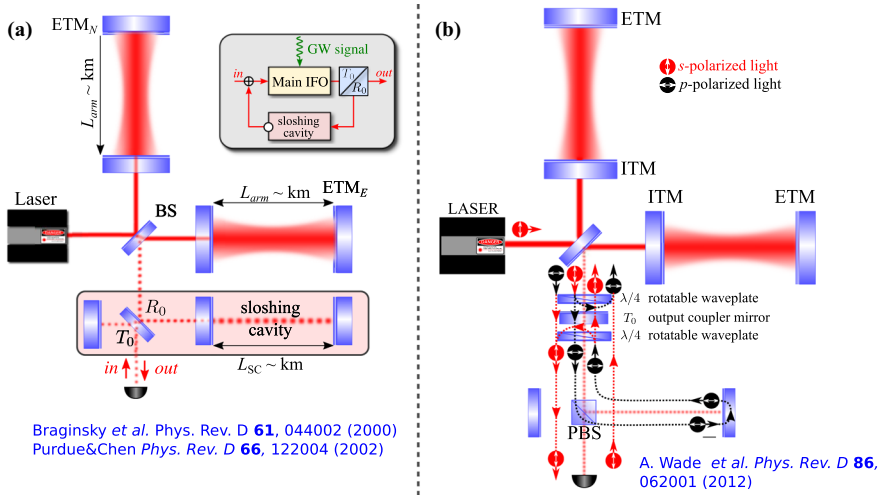 (a)
ETM_N
L_arm ~ km
GW signal
in
Main IFO
T_0
R_0
out
sloshing
cavity
Laser
DANGER
BS
L_arm ~ km
ETM_E
R_0
T_0
sloshing
cavity
L_SC ~ km
in
out
Braginsky et al. Phys. Rev. D 61, 044002 (2000)
Purdue&Chen Phys. Rev. D 66, 122004 (2002)
(b)
ETM
s-polarized light
p-polarized light
ITM
ITM
ETM
LASER
DANGER
λ/4 rotatable waveplate
T_0 output coupler mirror
λ/4 rotatable waveplate
PBS
A. Wade et al. Phys. Rev. D 86,
062001 (2012)